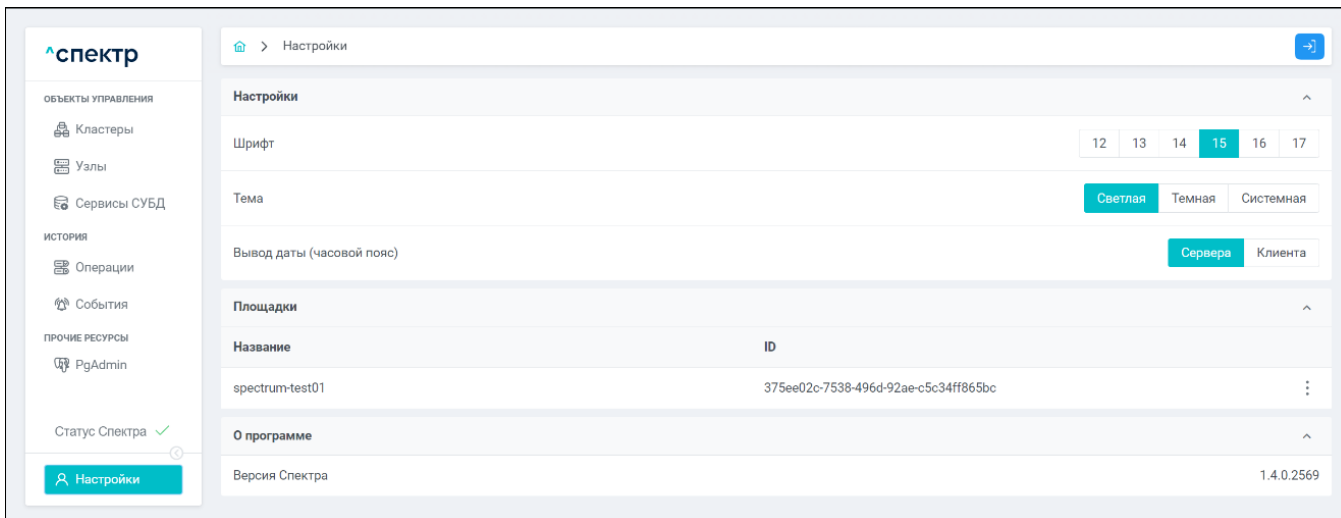 ^спектр
ОБЪЕКТЫ УПРАВЛЕНИЯ
Кластеры
Узлы
Сервисы СУБД
ИСТОРИЯ
Операции
События
ПРОЧИЕ РЕСУРСЫ
PgAdmin
Статус Спектра
Настройки
> Настройки
Настройки
Шрифт 12 13 14 15 16 17
Тема Светлая Темная Системная
Вывод даты (часовой пояс) Сервера Клиента
Площадки
Название ID
spectrum-test01 375ee02c-7538-496d-92ae-c5c34ff865bc
О программе
Версия Спектра 1.4.0.2569